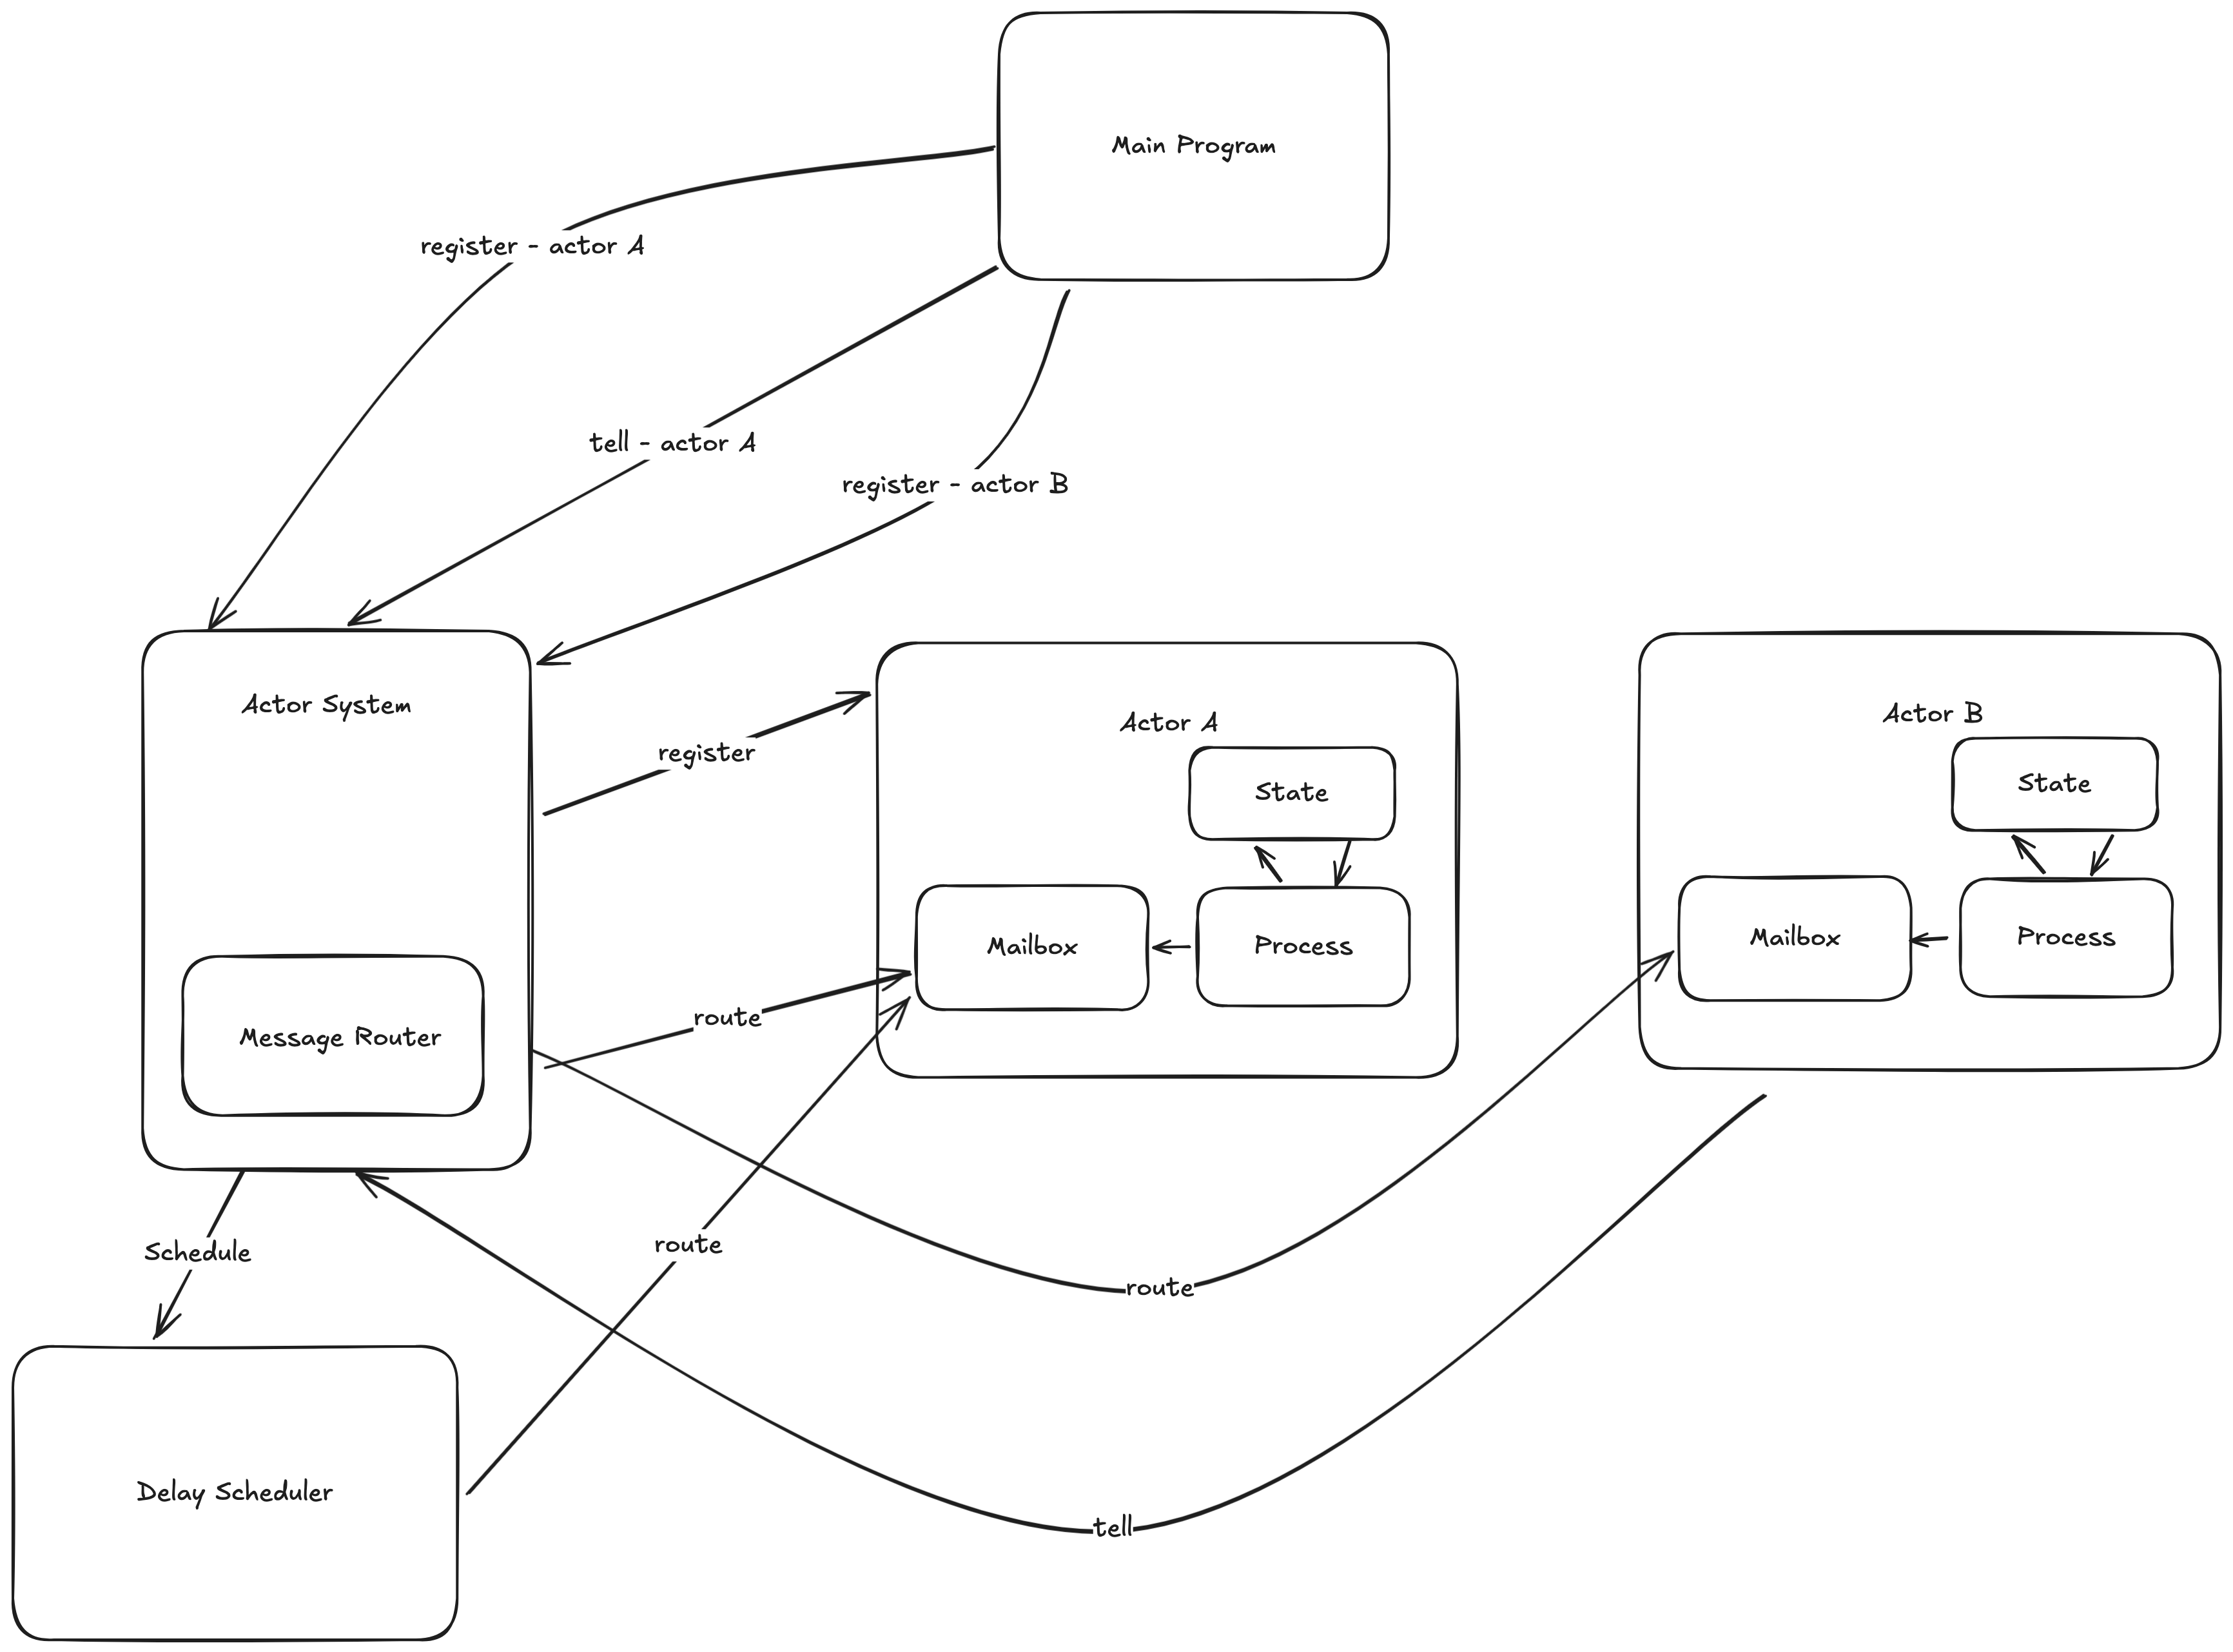 Main Program
register - actor A
tell - actor A
register - actor B
Actor System
register
Actor A
State
Mailbox
Process
Actor B
State
Mailbox
Process
Message Router
route
Schedule
route
route
Delay Scheduler
tell